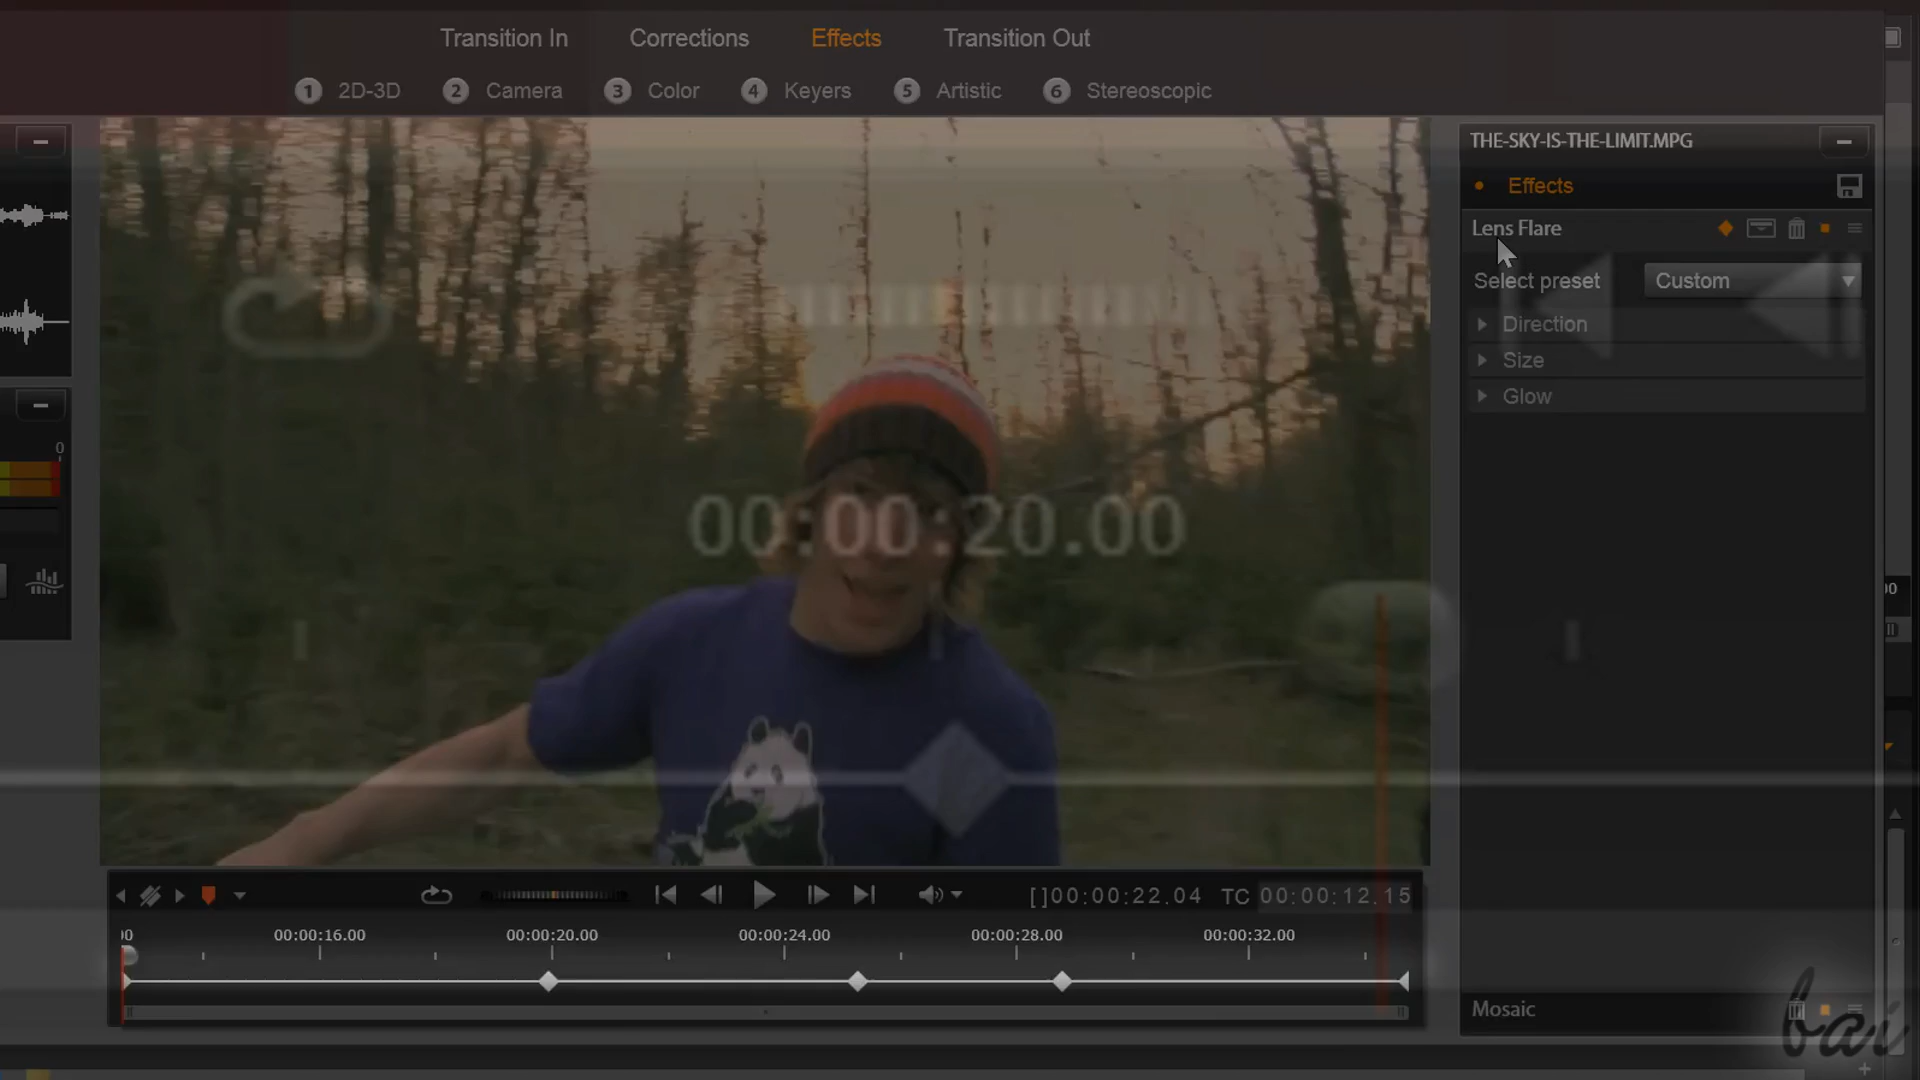 Transition In Corrections Effects Transition Out
1 2D-3D 2 Camera 3 Color 4 Keyers 5 Artistic 6 Stereoscopic
THE-SKY-IS-THE-LIMIT.MPG
Effects
Lens Flare
Select preset Custom
Direction
Size
Glow
0
00:00:20.00
00
[]00:00:22.04 TC 00:00:12.15
00:00:16.00 00:00:20.00 00:00:24.00 00:00:28.00 00:00:32.00
Mosaic